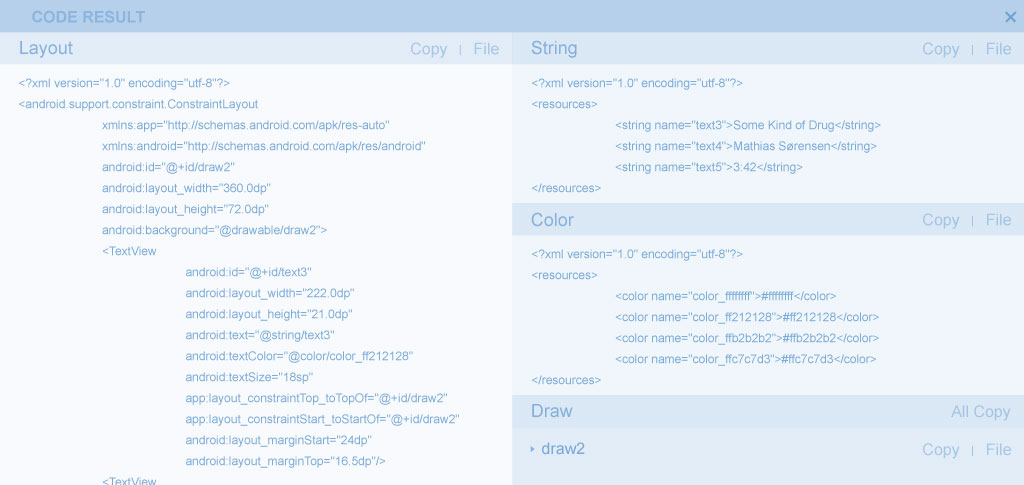 CODE RESULT
Layout
Copy | File
<?xml version="1.0" encoding="utf-8"?>
<android.support.constraint.ConstraintLayout
xmlns:app="http://schemas.android.com/apk/res-auto"
xmlns:android="http://schemas.android.com/apk/res/android"
android:id="@+id/draw2"
android:layout_width="360.0dp"
android:layout_height="72.0dp"
android:background="@drawable/draw2">
<TextView
android:id="@+id/text3"
android:layout_width="222.0dp"
android:layout_height="21.0dp"
android:text="@string/text3"
android:textColor="@color/color_ff212128"
android:textSize="18sp"
app:layout_constraintTop_toTopOf="@+id/draw2"
app:layout_constraintStart_toStartOf="@+id/draw2"
android:layout_marginStart="24dp"
android:layout_marginTop="16.5dp"/>
<TextView
String
Copy | File
<?xml version="1.0" encoding="utf-8"?>
<resources>
<string name="text3">Some Kind of Drug</string>
<string name="text4">Mathias Sørensen</string>
<string name="text5">3:42</string>
</resources>
Color
Copy | File
<?xml version="1.0" encoding="utf-8"?>
<resources>
<color name="color_ffffffff">#ffffffff</color>
<color name="color_ff212128">#ff212128</color>
<color name="color_ffb2b2b2">#ffb2b2b2</color>
<color name="color_ffc7c7d3">#ffc7c7d3</color>
</resources>
Draw
All Copy
draw2
Copy | File